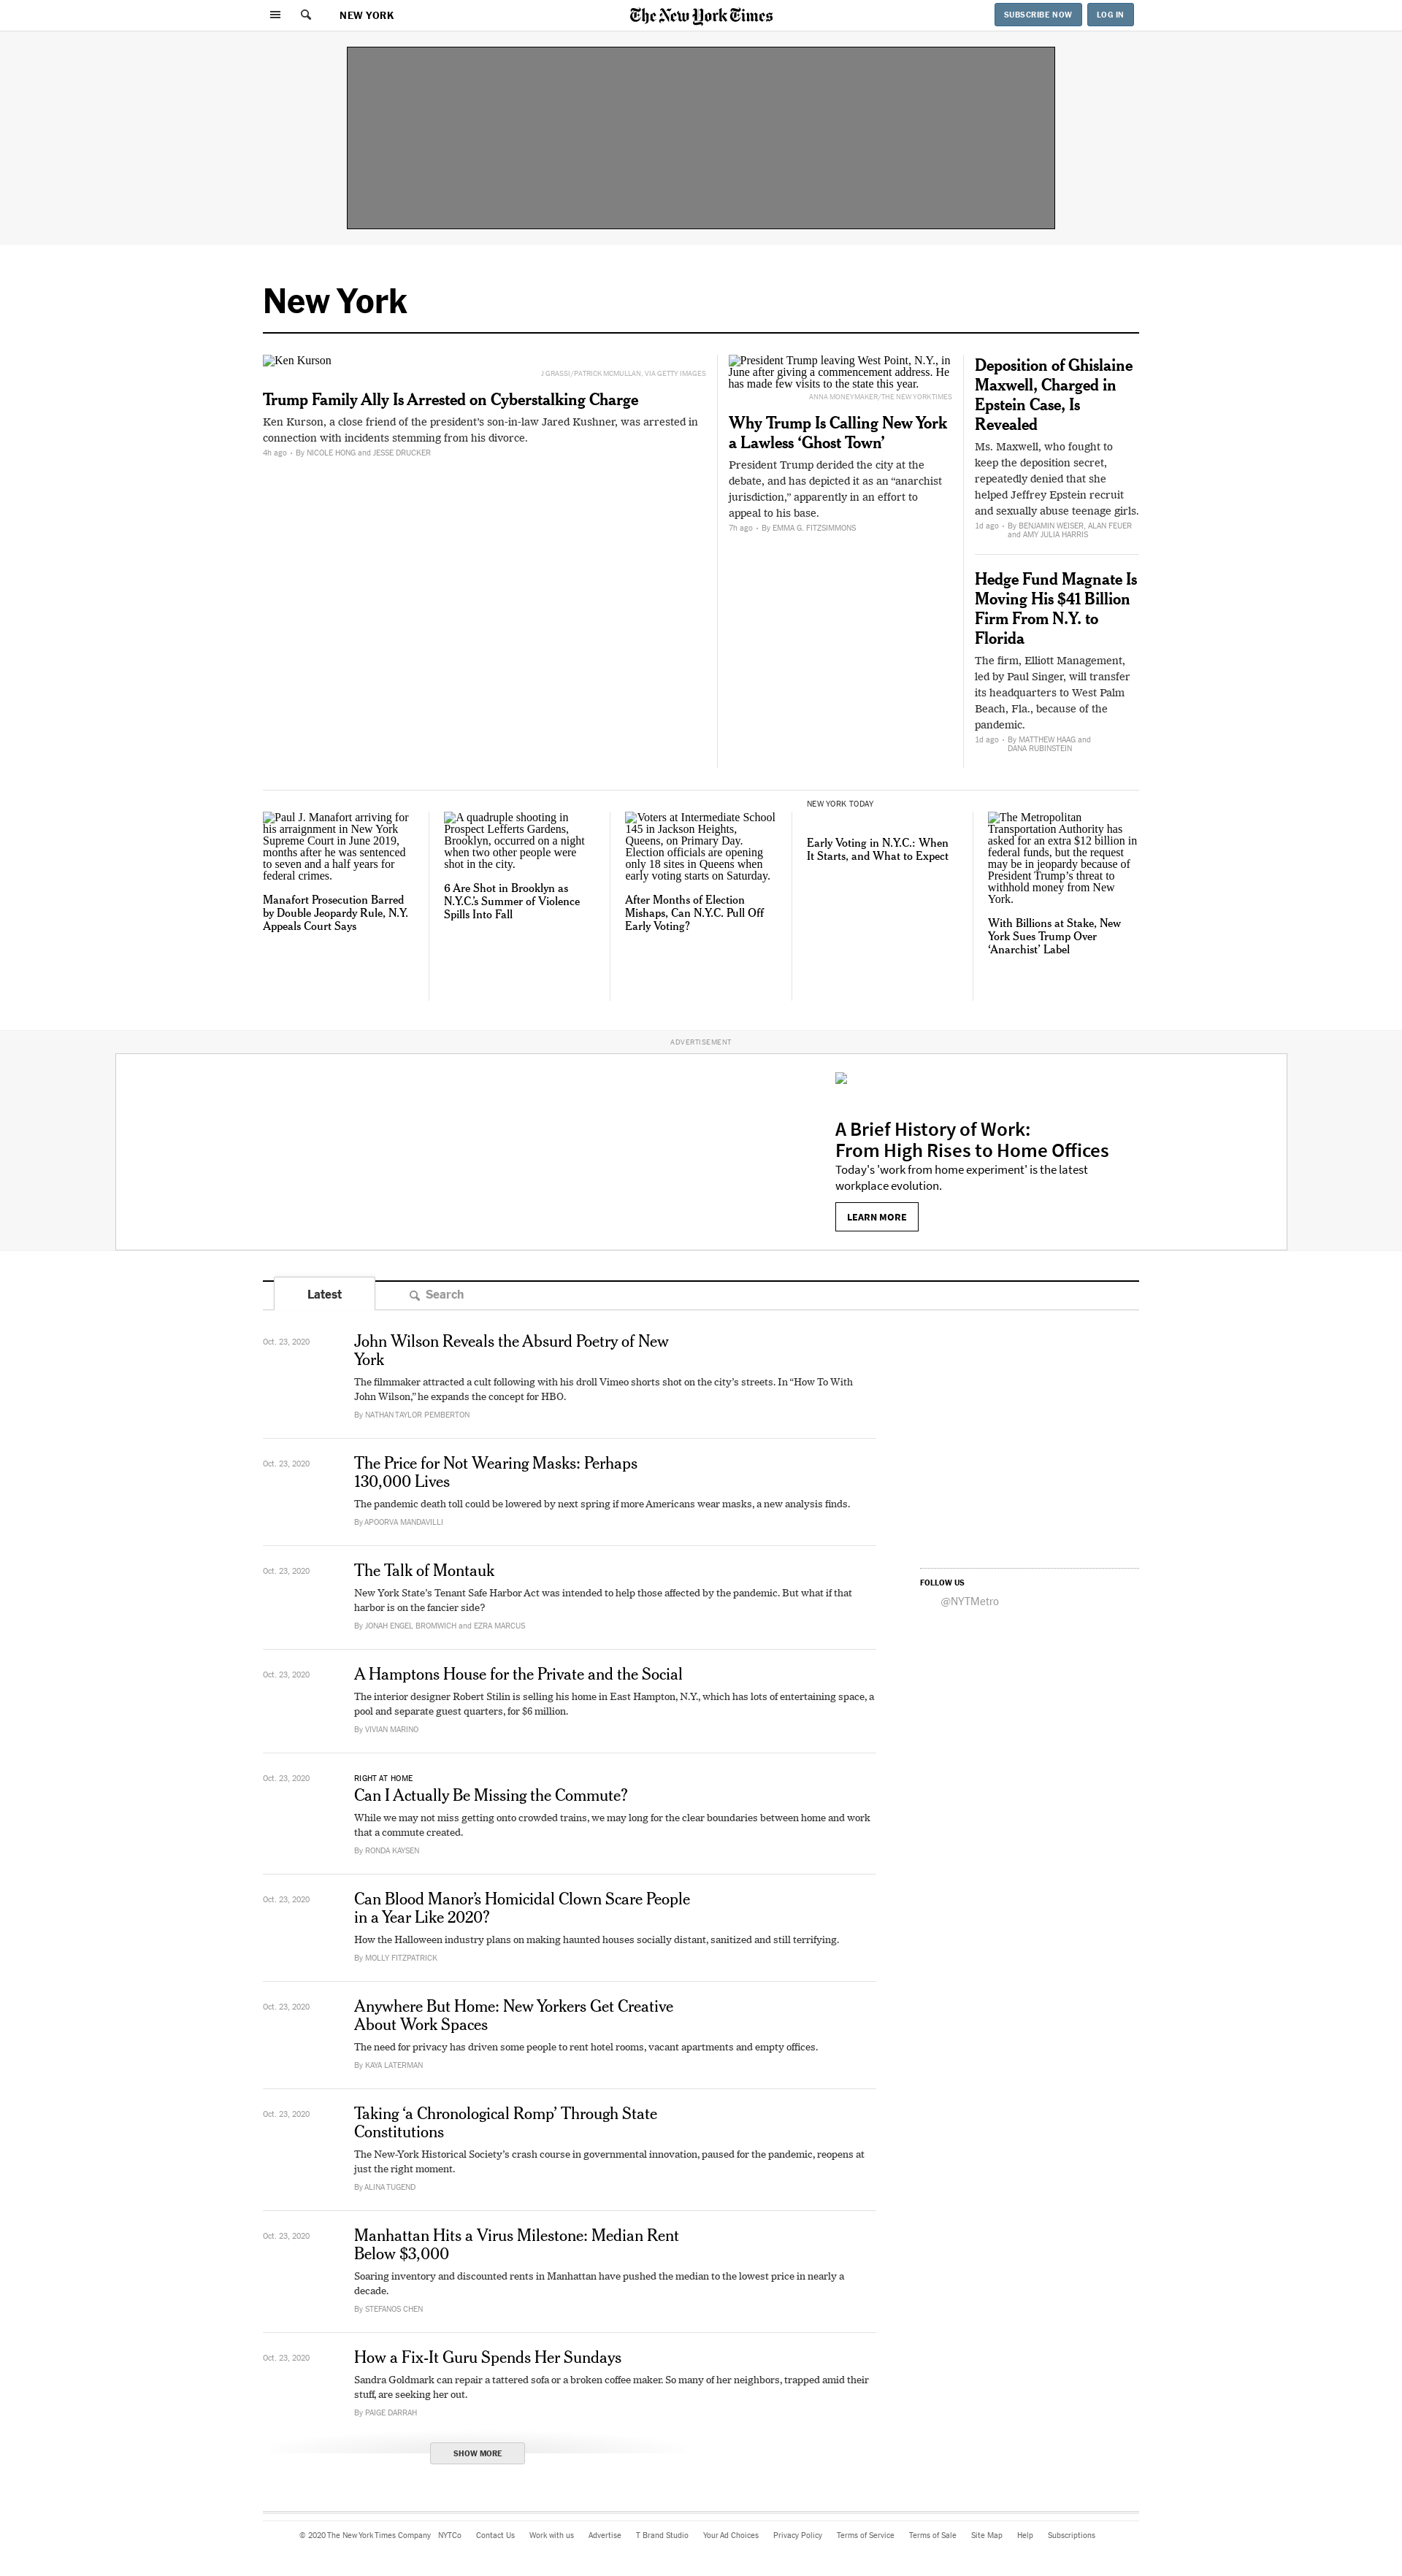 NEW YORK
The New York Times
SUBSCRIBE NOW
LOG IN
New York
Ken Kurson
J GRASSI/PATRICK MCMULLAN, VIA GETTY IMAGES
Trump Family Ally Is Arrested on Cyberstalking Charge
Ken Kurson, a close friend of the president's son-in-law Jared Kushner, was arrested in
connection with incidents stemming from his divorce.
4h ago • By NICOLE HONG and JESSE DRUCKER
President Trump leaving West Point, N.Y., in
June after giving a commencement address. He
has made few visits to the state this year.
ANNA MONEYMAKER/THE NEW YORK TIMES
Why Trump Is Calling New York
a Lawless ‘Ghost Town’
President Trump derided the city at the
debate, and has depicted it as an “anarchist
jurisdiction,” apparently in an effort to
appeal to his base.
7h ago • By EMMA G. FITZSIMMONS
Deposition of Ghislaine
Maxwell, Charged in
Epstein Case, Is
Revealed
Ms. Maxwell, who fought to
keep the deposition secret,
repeatedly denied that she
helped Jeffrey Epstein recruit
and sexually abuse teenage girls.
1d ago • By BENJAMIN WEISER, ALAN FEUER
and AMY JULIA HARRIS
Hedge Fund Magnate Is
Moving His $41 Billion
Firm From N.Y. to
Florida
The firm, Elliott Management,
led by Paul Singer, will transfer
its headquarters to West Palm
Beach, Fla., because of the
pandemic.
1d ago • By MATTHEW HAAG and
DANA RUBINSTEIN
Paul J. Manafort arriving for
his arraignment in New York
Supreme Court in June 2019,
months after he was sentenced
to seven and a half years for
federal crimes.
Manafort Prosecution Barred
by Double Jeopardy Rule, N.Y.
Appeals Court Says
A quadruple shooting in
Prospect Lefferts Gardens,
Brooklyn, occurred on a night
when two other people were
shot in the city.
6 Are Shot in Brooklyn as
N.Y.C.’s Summer of Violence
Spills Into Fall
Voters at Intermediate School
145 in Jackson Heights,
Queens, on Primary Day.
Election officials are opening
only 18 sites in Queens when
early voting starts on Saturday.
After Months of Election
Mishaps, Can N.Y.C. Pull Off
Early Voting?
NEW YORK TODAY
Early Voting in N.Y.C.: When
It Starts, and What to Expect
The Metropolitan
Transportation Authority has
asked for an extra $12 billion in
federal funds, but the request
may be in jeopardy because of
President Trump’s threat to
withhold money from New
York.
With Billions at Stake, New
York Sues Trump Over
‘Anarchist’ Label
ADVERTISEMENT
A Brief History of Work:
From High Rises to Home Offices
Today's 'work from home experiment' is the latest
workplace evolution.
LEARN MORE
Latest
Search
Oct. 23, 2020
John Wilson Reveals the Absurd Poetry of New
York
The filmmaker attracted a cult following with his droll Vimeo shorts shot on the city’s streets. In “How To With
John Wilson,” he expands the concept for HBO.
By NATHAN TAYLOR PEMBERTON
Oct. 23, 2020
The Price for Not Wearing Masks: Perhaps
130,000 Lives
The pandemic death toll could be lowered by next spring if more Americans wear masks, a new analysis finds.
By APOORVA MANDAVILLI
Oct. 23, 2020
The Talk of Montauk
New York State’s Tenant Safe Harbor Act was intended to help those affected by the pandemic. But what if that
harbor is on the fancier side?
By JONAH ENGEL BROMWICH and EZRA MARCUS
FOLLOW US
@NYTMetro
Oct. 23, 2020
A Hamptons House for the Private and the Social
The interior designer Robert Stilin is selling his home in East Hampton, N.Y., which has lots of entertaining space, a
pool and separate guest quarters, for $6 million.
By VIVIAN MARINO
Oct. 23, 2020
RIGHT AT HOME
Can I Actually Be Missing the Commute?
While we may not miss getting onto crowded trains, we may long for the clear boundaries between home and work
that a commute created.
By RONDA KAYSEN
Oct. 23, 2020
Can Blood Manor’s Homicidal Clown Scare People
in a Year Like 2020?
How the Halloween industry plans on making haunted houses socially distant, sanitized and still terrifying.
By MOLLY FITZPATRICK
Oct. 23, 2020
Anywhere But Home: New Yorkers Get Creative
About Work Spaces
The need for privacy has driven some people to rent hotel rooms, vacant apartments and empty offices.
By KAYA LATERMAN
Oct. 23, 2020
Taking ‘a Chronological Romp’ Through State
Constitutions
The New-York Historical Society’s crash course in governmental innovation, paused for the pandemic, reopens at
just the right moment.
By ALINA TUGEND
Oct. 23, 2020
Manhattan Hits a Virus Milestone: Median Rent
Below $3,000
Soaring inventory and discounted rents in Manhattan have pushed the median to the lowest price in nearly a
decade.
By STEFANOS CHEN
Oct. 23, 2020
How a Fix-It Guru Spends Her Sundays
Sandra Goldmark can repair a tattered sofa or a broken coffee maker. So many of her neighbors, trapped amid their
stuff, are seeking her out.
By PAIGE DARRAH
SHOW MORE
© 2020 The New York Times Company NYTCo Contact Us Work with us Advertise T Brand Studio Your Ad Choices Privacy Policy Terms of Service Terms of Sale Site Map Help Subscriptions